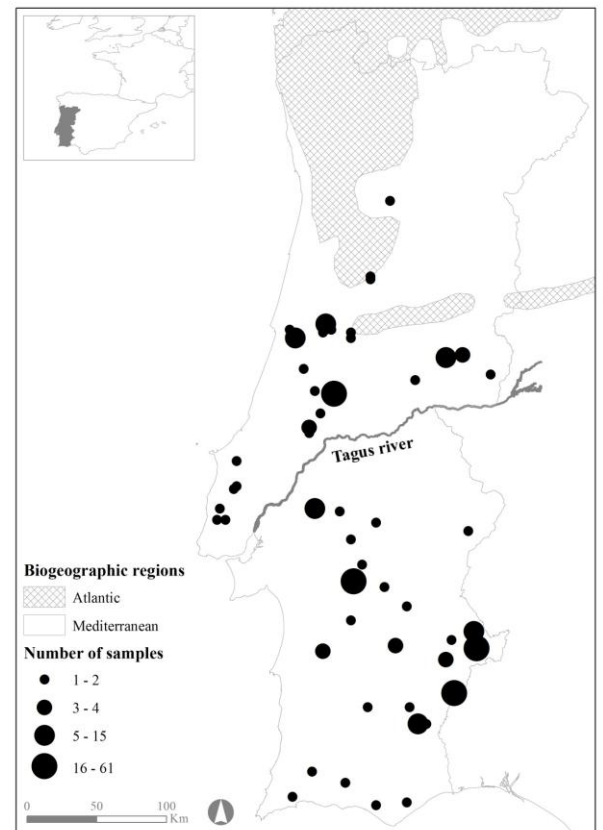 Tagus river
Biogeographic regions
Atlantic
Mediterranean
Number of samples
1 - 2
3 - 4
5 - 15
16 - 61
0 50 100
Km